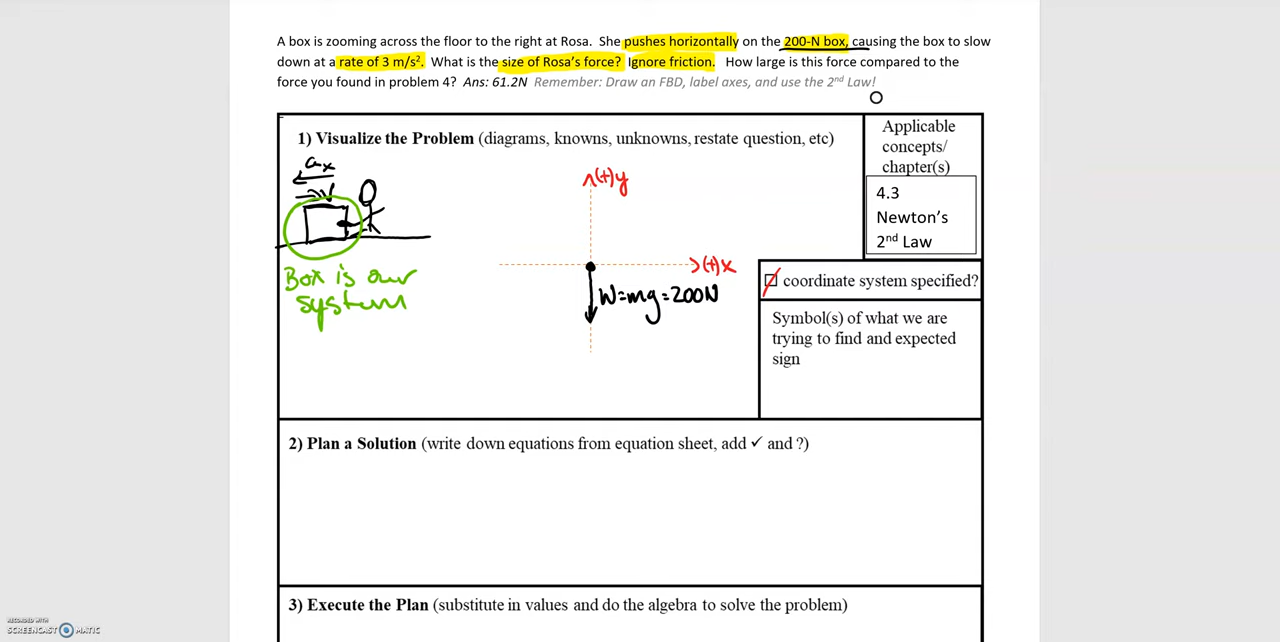 A box is zooming across the floor to the right at Rosa. She pushes horizontally on the 200-N box, causing the box to slow
down at a rate of 3 m/s². What is the size of Rosa's force? Ignore friction. How large is this force compared to the
force you found in problem 4? Ans: 61.2N Remember: Draw an FBD, label axes, and use the 2nd Law!
1) Visualize the Problem (diagrams, knowns, unknowns, restate question, etc)
Applicable
concepts/
chapter(s)
4.3
Newton's
2nd Law
ax
v
(+)y
(+)x
W=mg=200N
Box is our
system
coordinate system specified?
Symbol(s) of what we are
trying to find and expected
sign
2) Plan a Solution (write down equations from equation sheet, add ✓ and ?)
3) Execute the Plan (substitute in values and do the algebra to solve the problem)
RECORDED WITH
SCREENCAST MATIC